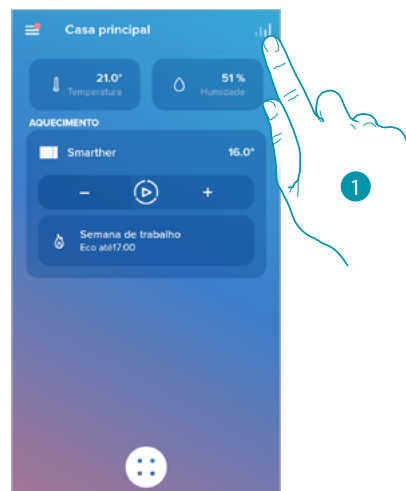 Casa principal
21.0°
Temperatura
51 %
Humidade
AQUECIMENTO
Smarther 16.0°
− +
Semana de trabalho
Eco até17:00
1